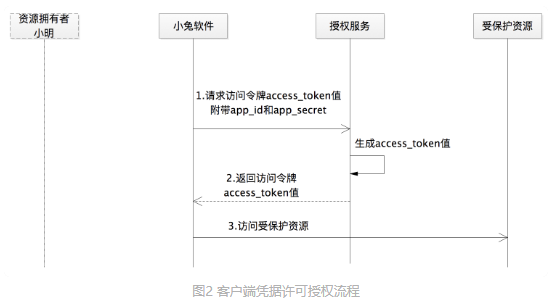 资源拥有者
小明
小兔软件
授权服务
受保护资源
1.请求访问令牌access_token值
附带app_id和app_secret
生成access_token值
2.返回访问令牌
access_token值
3.访问受保护资源
图2 客户端凭据许可授权流程